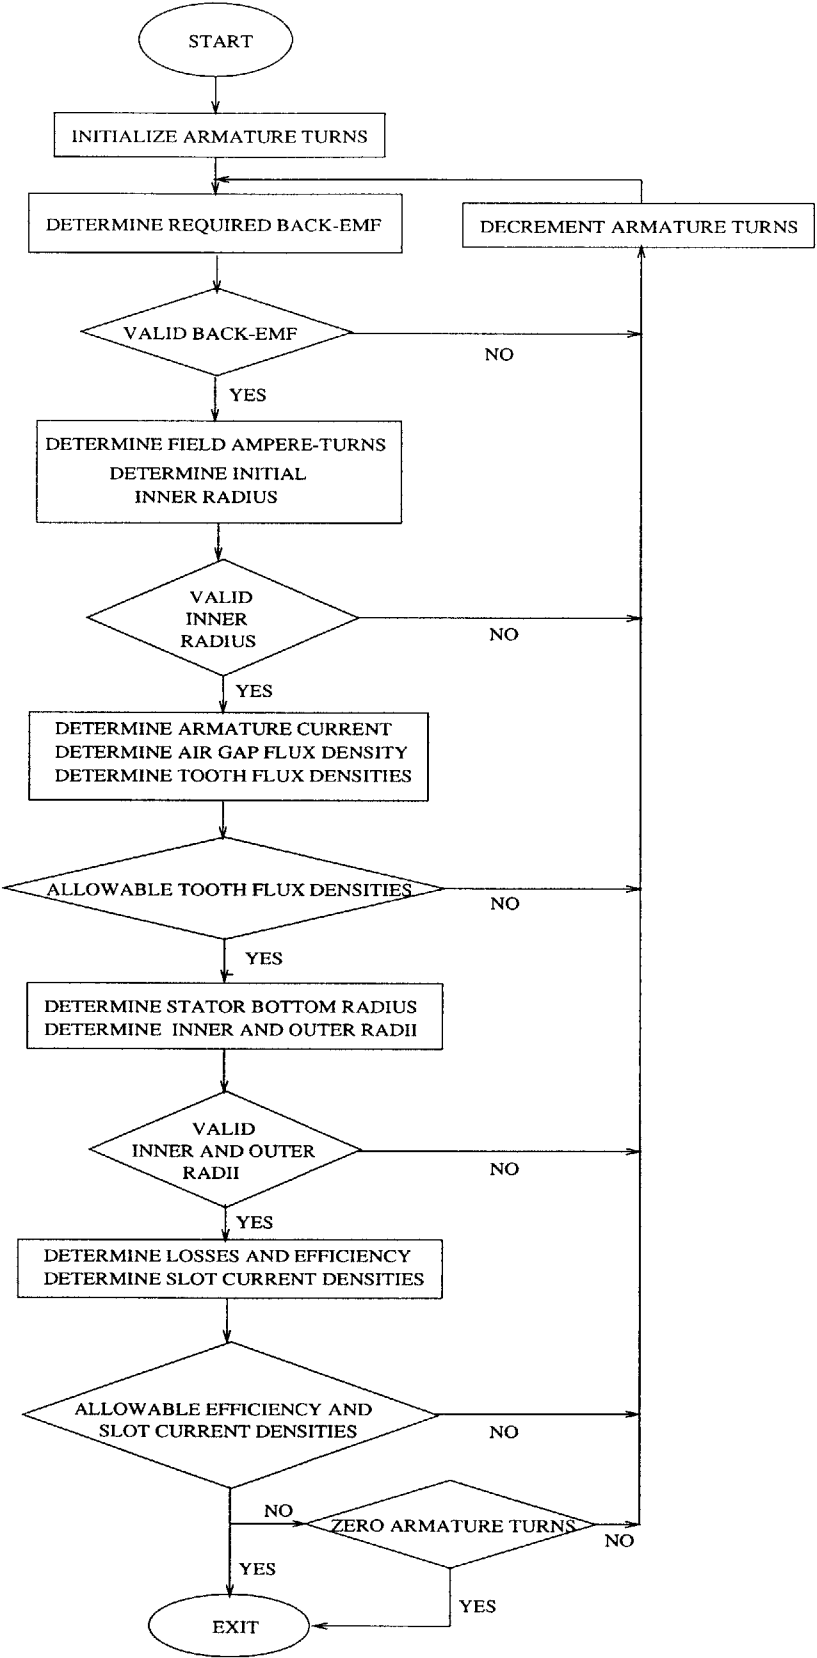 START
INITIALIZE ARMATURE TURNS
DETERMINE REQUIRED BACK-EMF
DECREMENT ARMATURE TURNS
VALID BACK-EMF
NO
YES
DETERMINE FIELD AMPERE-TURNS
DETERMINE INITIAL
INNER RADIUS
VALID
INNER
RADIUS
NO
YES
DETERMINE ARMATURE CURRENT
DETERMINE AIR GAP FLUX DENSITY
DETERMINE TOOTH FLUX DENSITIES
ALLOWABLE TOOTH FLUX DENSITIES
NO
YES
DETERMINE STATOR BOTTOM RADIUS
DETERMINE INNER AND OUTER RADII
VALID
INNER AND OUTER
RADII
NO
YES
DETERMINE LOSSES AND EFFICIENCY
DETERMINE SLOT CURRENT DENSITIES
ALLOWABLE EFFICIENCY AND
SLOT CURRENT DENSITIES
NO
NO
ZERO ARMATURE TURNS
NO
YES
YES
EXIT